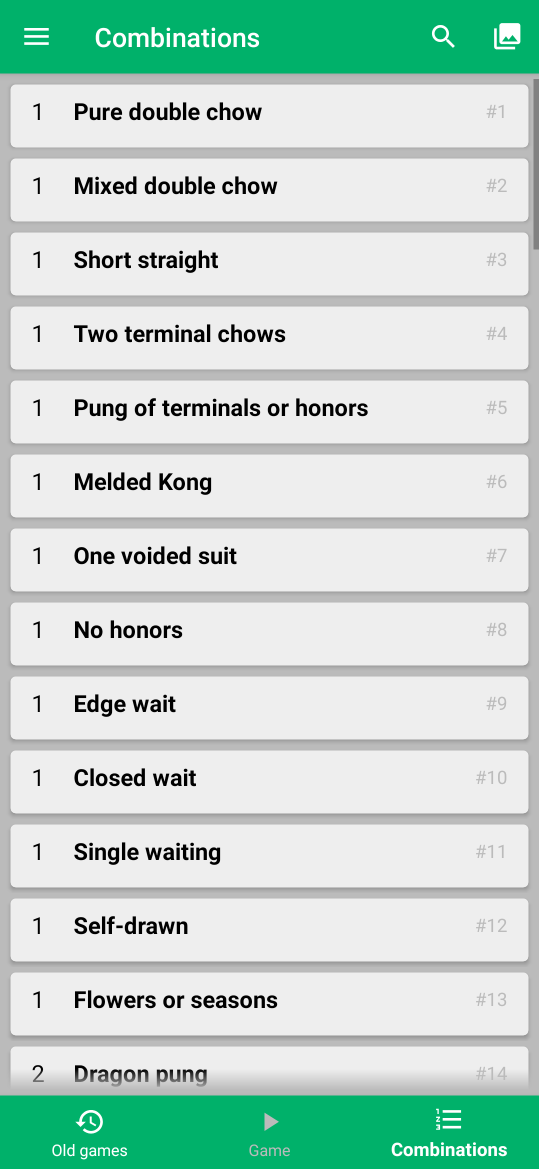 Combinations
1 Pure double chow #1
1 Mixed double chow #2
1 Short straight #3
1 Two terminal chows #4
1 Pung of terminals or honors #5
1 Melded Kong #6
1 One voided suit #7
1 No honors #8
1 Edge wait #9
1 Closed wait #10
1 Single waiting #11
1 Self-drawn #12
1 Flowers or seasons #13
2 Dragon pung #14
Old games Game Combinations